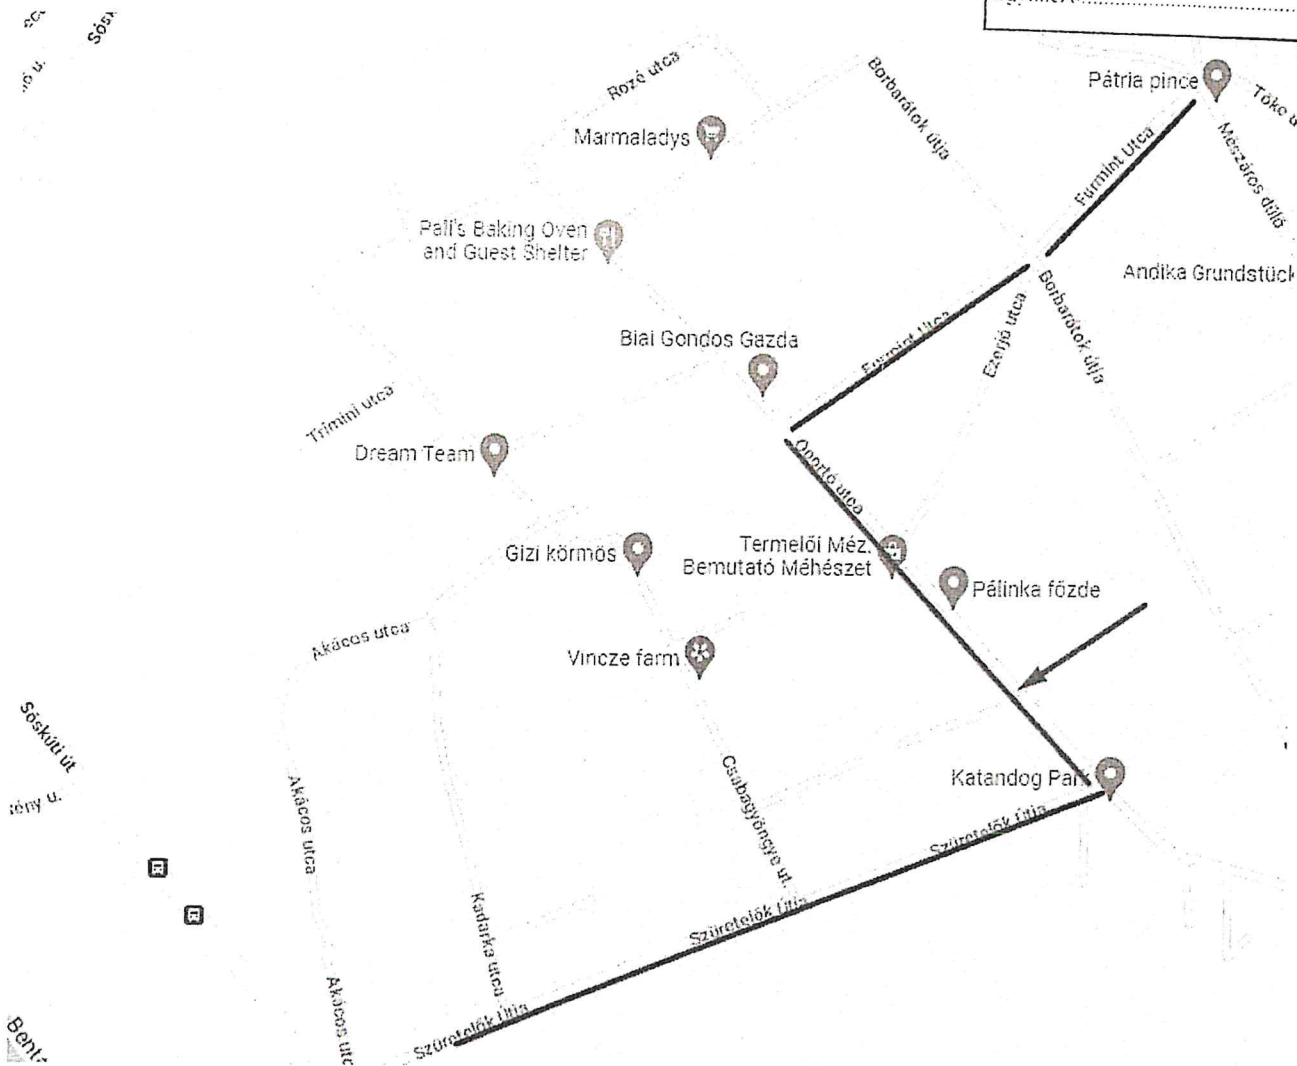 Rozé utca
Borbarátok útja
Pátria pince
Tőke u
Marmaladys
Furmint Utca
Mészáros dűlő
Pali's Baking Oven
and Guest Shelter
Andika Grundstück
Borbarátok útja
Ezerjó utca
Biai Gondos Gazda
Furmint Utca
Trimini utca
Dream Team
Oportó utca
Gizi körmös
Termelői Méz,
Bemutató Méhészet
Pálinka főzde
Akácos utca
Vincze farm
Sóskúti út
Katandog Park
Csabagyöngye ut.
Szüretelők Útja
Akácos utca
Szüretelők Útja
Kadarka utca
Akácos utc
Szüretelők Útja